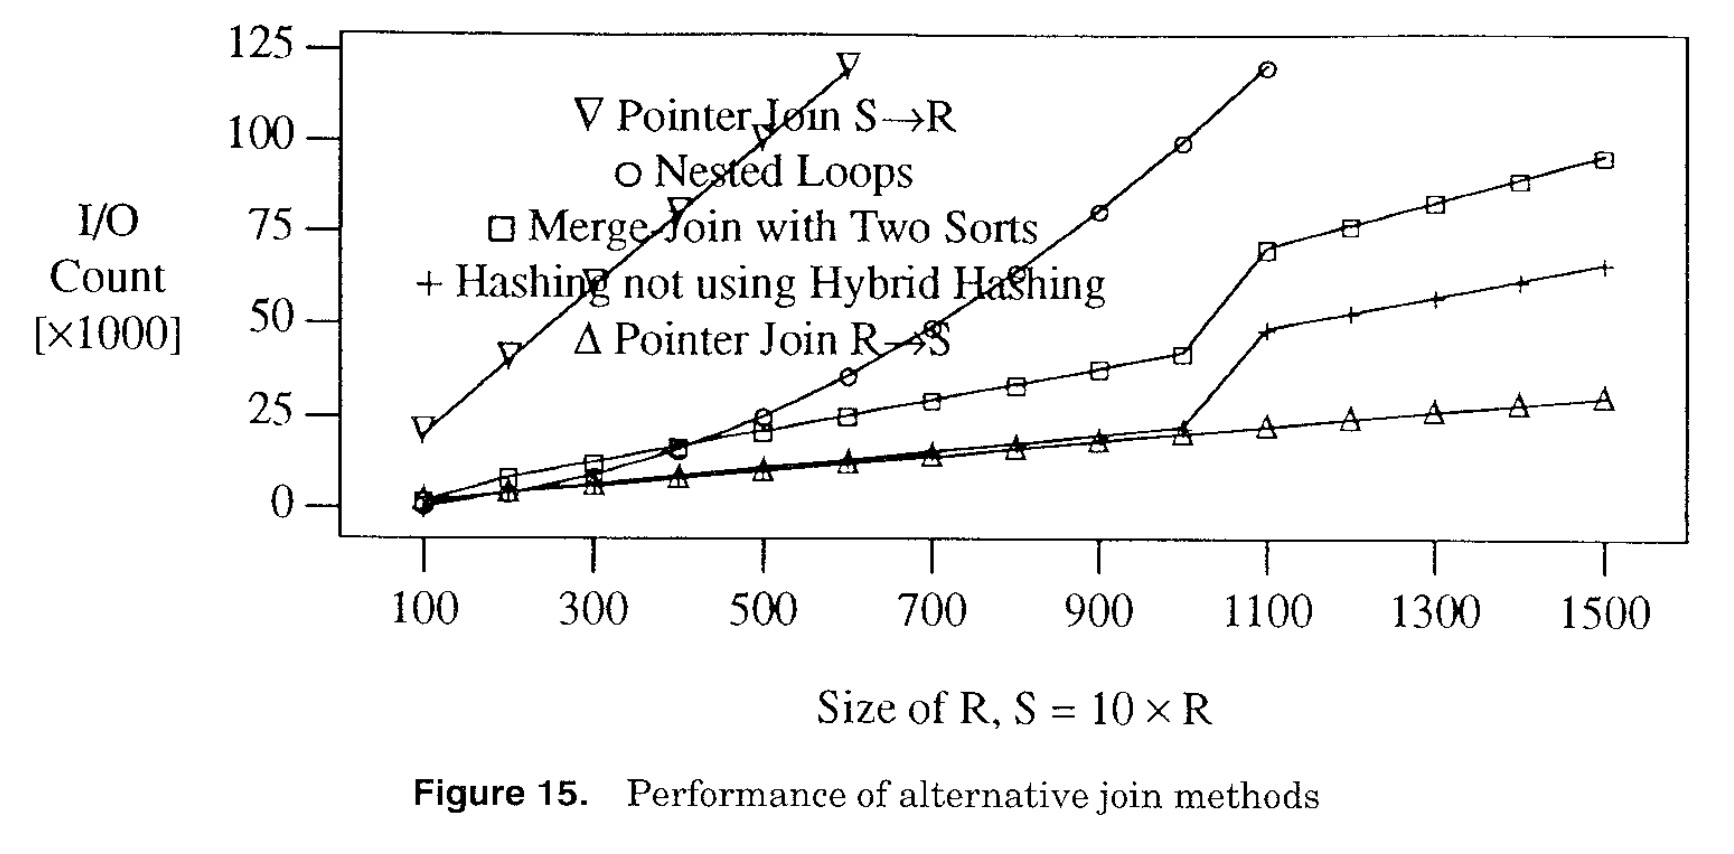 125
100
75
50
25
0
I/O
Count
[×1000]
∇ Pointer Join S→R
○ Nested Loops
□ Merge-Join with Two Sorts
+ Hashing not using Hybrid Hashing
Δ Pointer Join R→S
100 300 500 700 900 1100 1300 1500
Size of R, S = 10 × R
Figure 15. Performance of alternative join methods